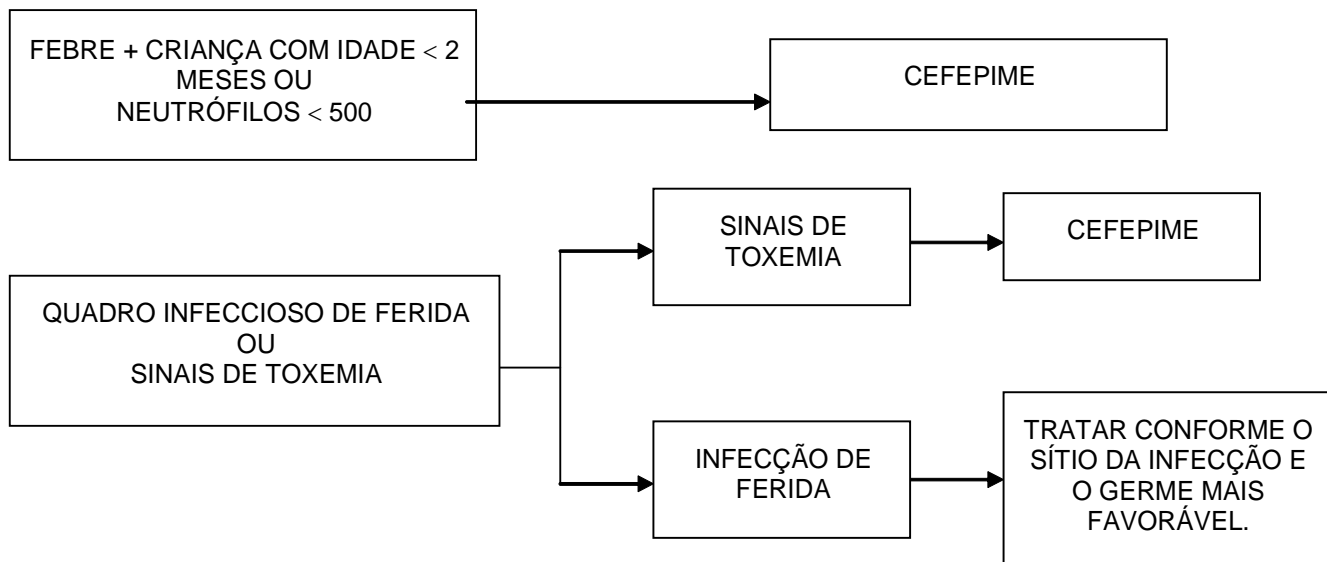 FEBRE + CRIANÇA COM IDADE < 2
MESES OU
NEUTRÓFILOS < 500
CEFEPIME
SINAIS DE
TOXEMIA
CEFEPIME
QUADRO INFECCIOSO DE FERIDA
OU
SINAIS DE TOXEMIA
INFECÇÃO DE
FERIDA
TRATAR CONFORME O
SÍTIO DA INFECÇÃO E
O GERME MAIS
FAVORÁVEL.